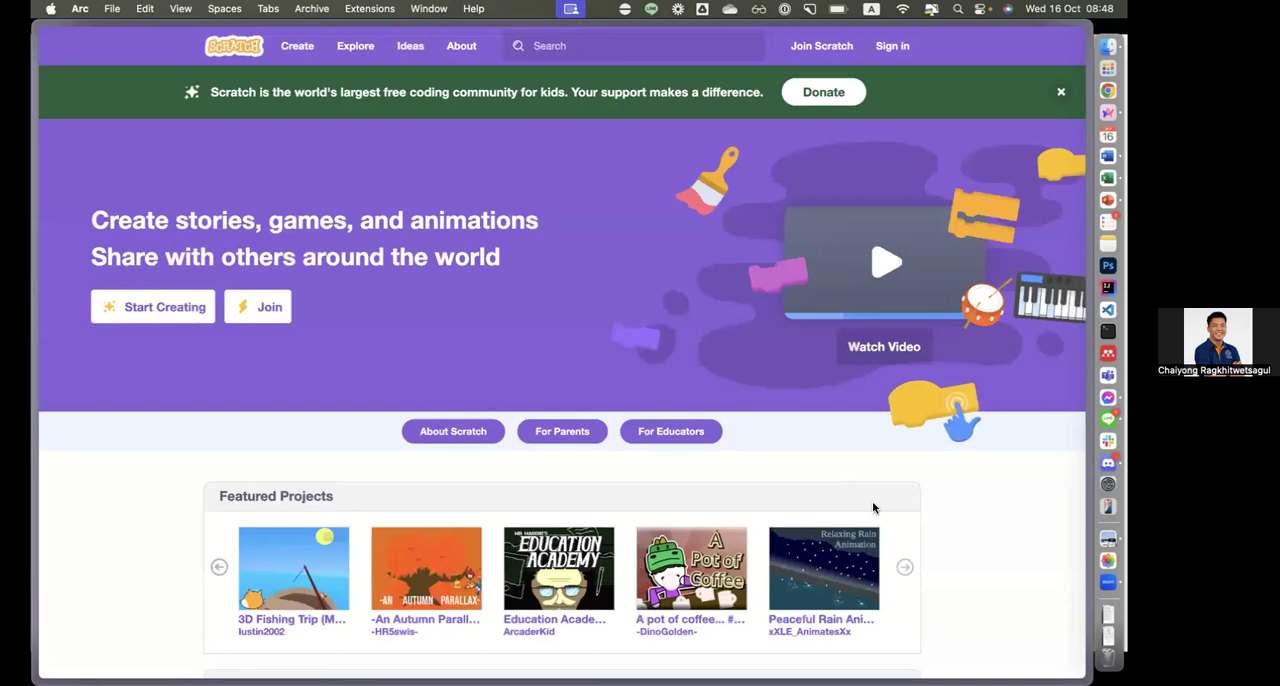 Arc File Edit View Spaces Tabs Archive Extensions Window Help A Wed 16 Oct 08:48
SCRATCH Create Explore Ideas About Search Join Scratch Sign in
Scratch is the world's largest free coding community for kids. Your support makes a difference. Donate
Create stories, games, and animations
Share with others around the world
Start Creating Join
Watch Video
About Scratch For Parents For Educators
Featured Projects
Relaxing Rain
Animation
EDUCATION
ACADEMY
A
Pot of
Coffee
-AN AUTUMN PARALLAX-
3D Fishing Trip (M... -An Autumn Parall... Education Acade... A pot of coffee... #... Peaceful Rain Ani...
Iustin2002 -HR5swis- ArcaderKid -DinoGolden- xXLE_AnimatesXx
16
Ps
Chaiyong Ragkhitwetsagul